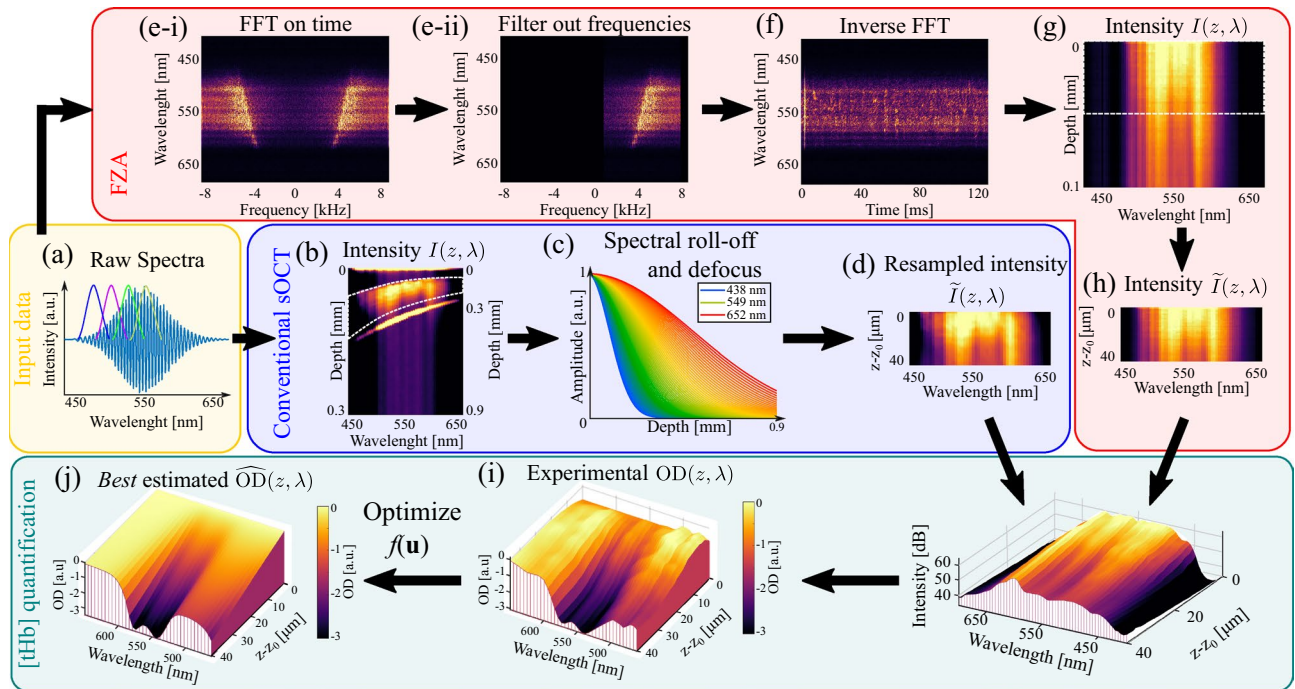 (e-i) FFT on time
Wavelenght [nm]
450
550
650
-8 -4 0 4 8
Frequency [kHz]
(e-ii) Filter out frequencies
-8 -4 0 4 8
Frequency [kHz]
(f) Inverse FFT
Wavelenght [nm]
450
550
650
0 60 120
Time [ms]
(g) Intensity I(z, λ)
0
Depth [mm]
0.1
450 550 650
Wavelenght [nm]
FZA
Input data
(a) Raw Spectra
Intensity [a.u.]
450 550 650
Wavelenght [nm]
Conventional sOCT
(b) Intensity I(z, λ)
0
Depth [mm]
0.3
0
0.3
Depth [mm]
0.9
450 550 650
Wavelenght [nm]
(c) Spectral roll-off
and defocus
438 nm
549 nm
652 nm
1
Amplitude [a.u.]
0
Depth [mm] 0.9
(d) Resampled intensity
Ĩ(z, λ)
z-z₀ [µm]
0
40
450 550 650
Wavelenght [nm]
(h) Intensity Ĩ(z, λ)
z-z₀ [µm]
0
40
450 550 650
Wavelenght [nm]
[tHb] quantification
(j) Best estimated \widehat{OD}(z, λ)
0
-1
-2
-3
OD [a.u.]
OD [a.u]
0
-1
-2
-3
600 550 500
Wavelength [nm]
0
10
20
30
40
z-z₀ [µm]
Optimize
f(u)
(i) Experimental OD(z, λ)
0
-1
-2
-3
OD [a.u.]
OD [a.u]
0
-1
-2
-3
600 550 500
Wavelength [nm]
0
10
20
30
40
z-z₀ [µm]
Intensity [dB]
60
50
40
650 550 450
Wavelength [nm]
0
20
40
z-z₀ [µm]